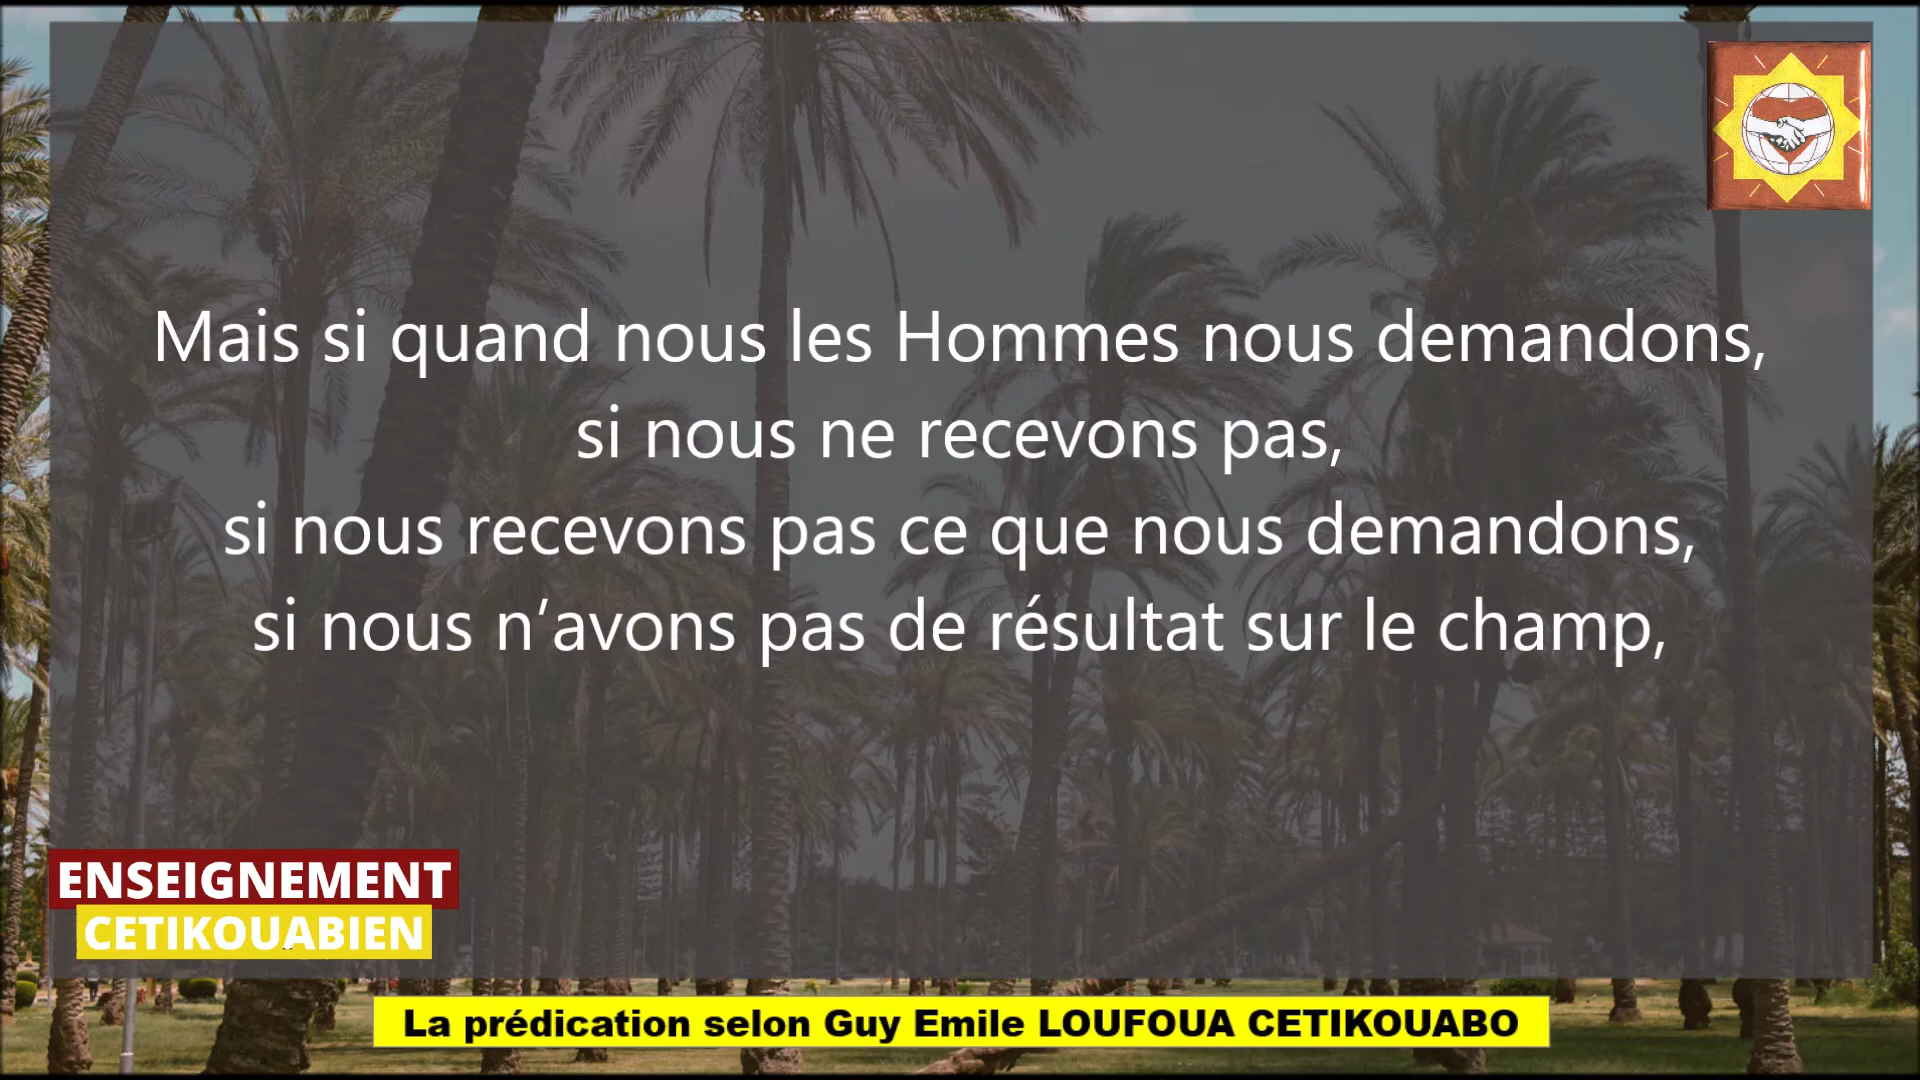 Mais si quand nous les Hommes nous demandons,
si nous ne recevons pas,
si nous recevons pas ce que nous demandons,
si nous n’avons pas de résultat sur le champ,
ENSEIGNEMENT
CETIKOUABIEN
La prédication selon Guy Emile LOUFOUA CETIKOUABO